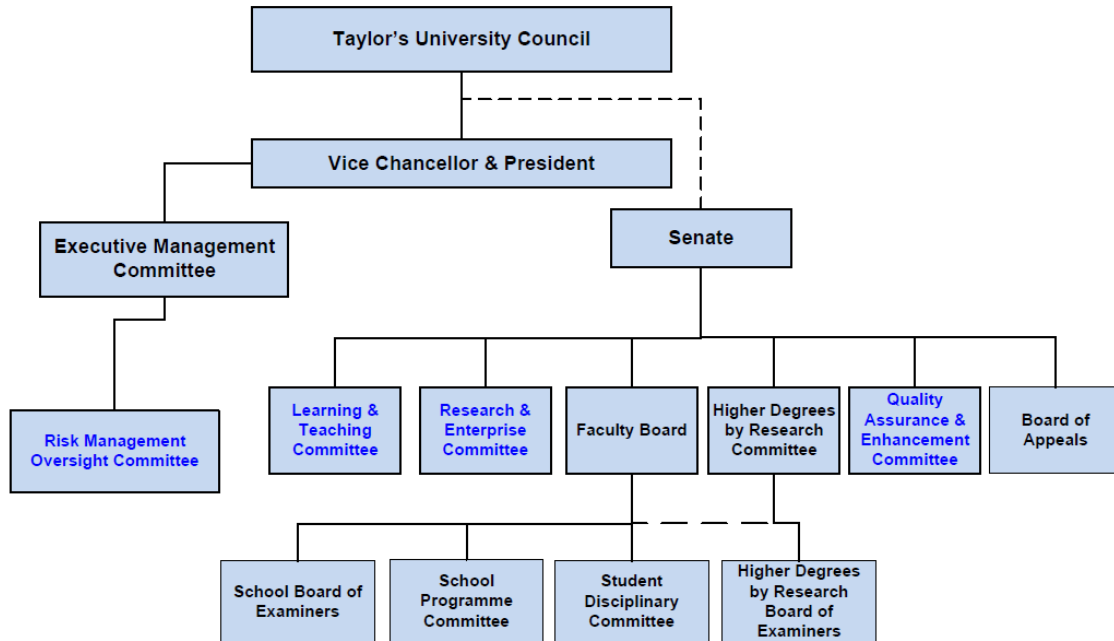 Taylor’s University Council
Vice Chancellor & President
Executive Management
Committee
Senate
Risk Management
Oversight Committee
Learning &
Teaching
Committee
Research &
Enterprise
Committee
Faculty Board
Higher Degrees
by Research
Committee
Quality
Assurance &
Enhancement
Committee
Board of
Appeals
School Board of
Examiners
School
Programme
Committee
Student
Disciplinary
Committee
Higher Degrees
by Research
Board of
Examiners